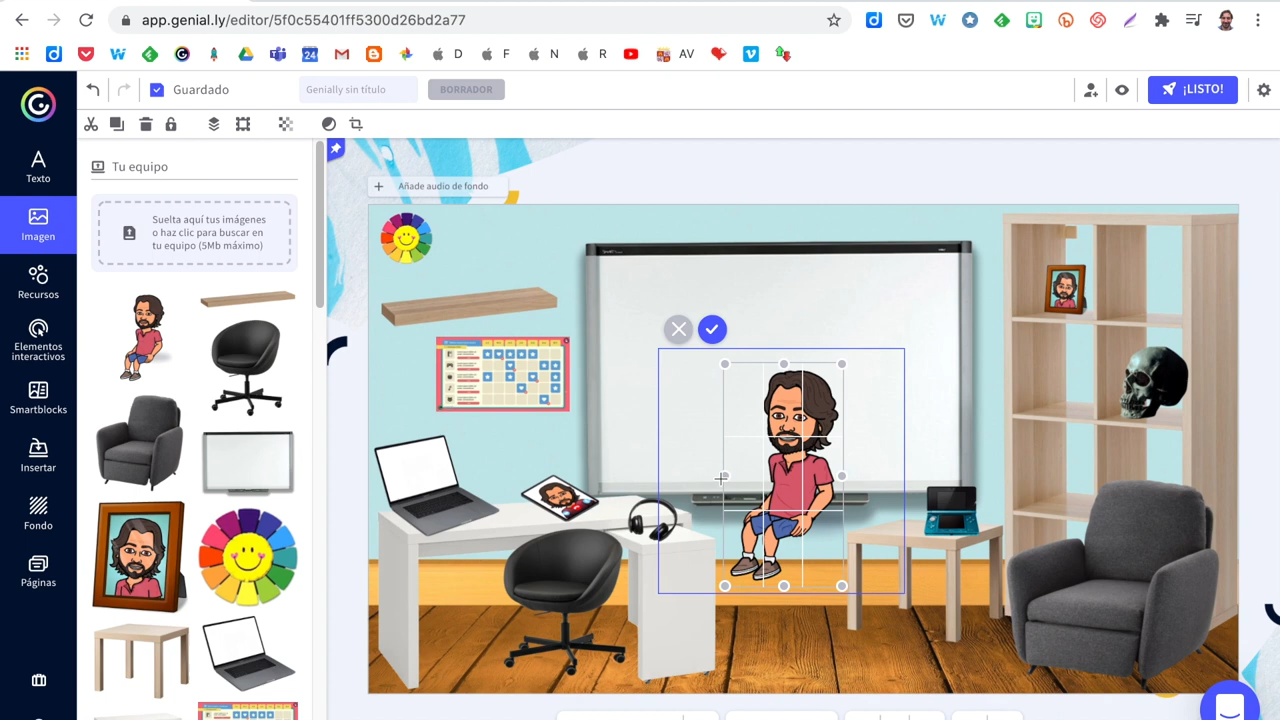 app.genial.ly/editor/5f0c55401ff5300d26bd2a77
D
F
N
R
AV
Guardado
Genially sin título
BORRADOR
¡LISTO!
Texto
Imagen
Recursos
Elementos
interactivos
Smartblocks
Insertar
Fondo
Páginas
Tu equipo
Suelta aquí tus imágenes
o haz clic para buscar en
tu equipo (5Mb máximo)
Añade audio de fondo